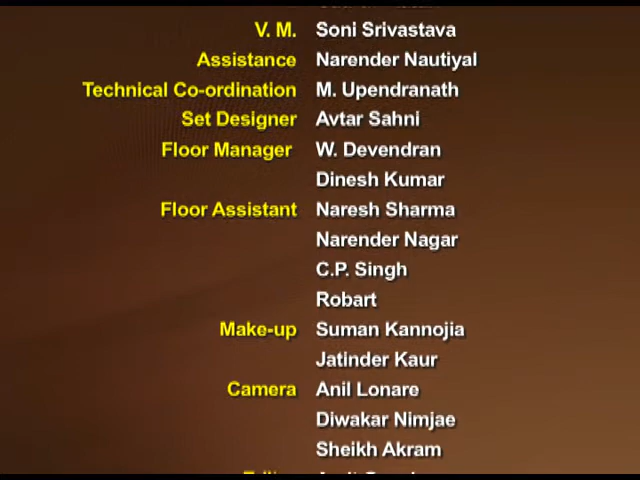 V. M. Soni Srivastava
Assistance Narender Nautiyal
Technical Co-ordination M. Upendranath
Set Designer Avtar Sahni
Floor Manager W. Devendran
Dinesh Kumar
Floor Assistant Naresh Sharma
Narender Nagar
C.P. Singh
Robart
Make-up Suman Kannojia
Jatinder Kaur
Camera Anil Lonare
Diwakar Nimjae
Sheikh Akram